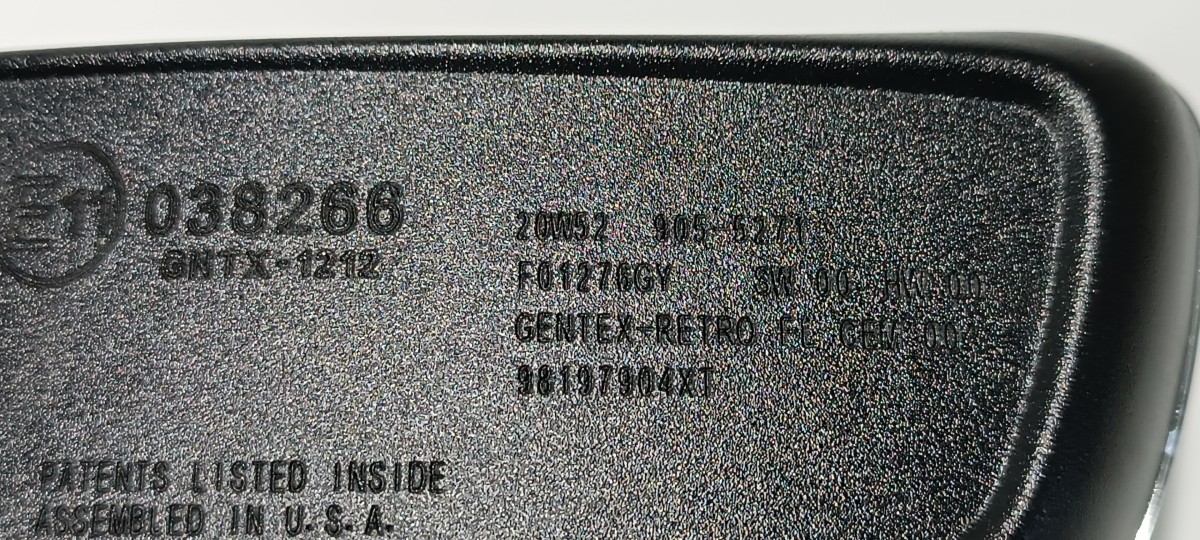 E11 038266
GNTX-1212
20W52 905-5271
F01276GY SW 00 HW 00
GENTEX-RETRO FL CEM 00
98197904XT
PATENTS LISTED INSIDE
ASSEMBLED IN U.S.A.